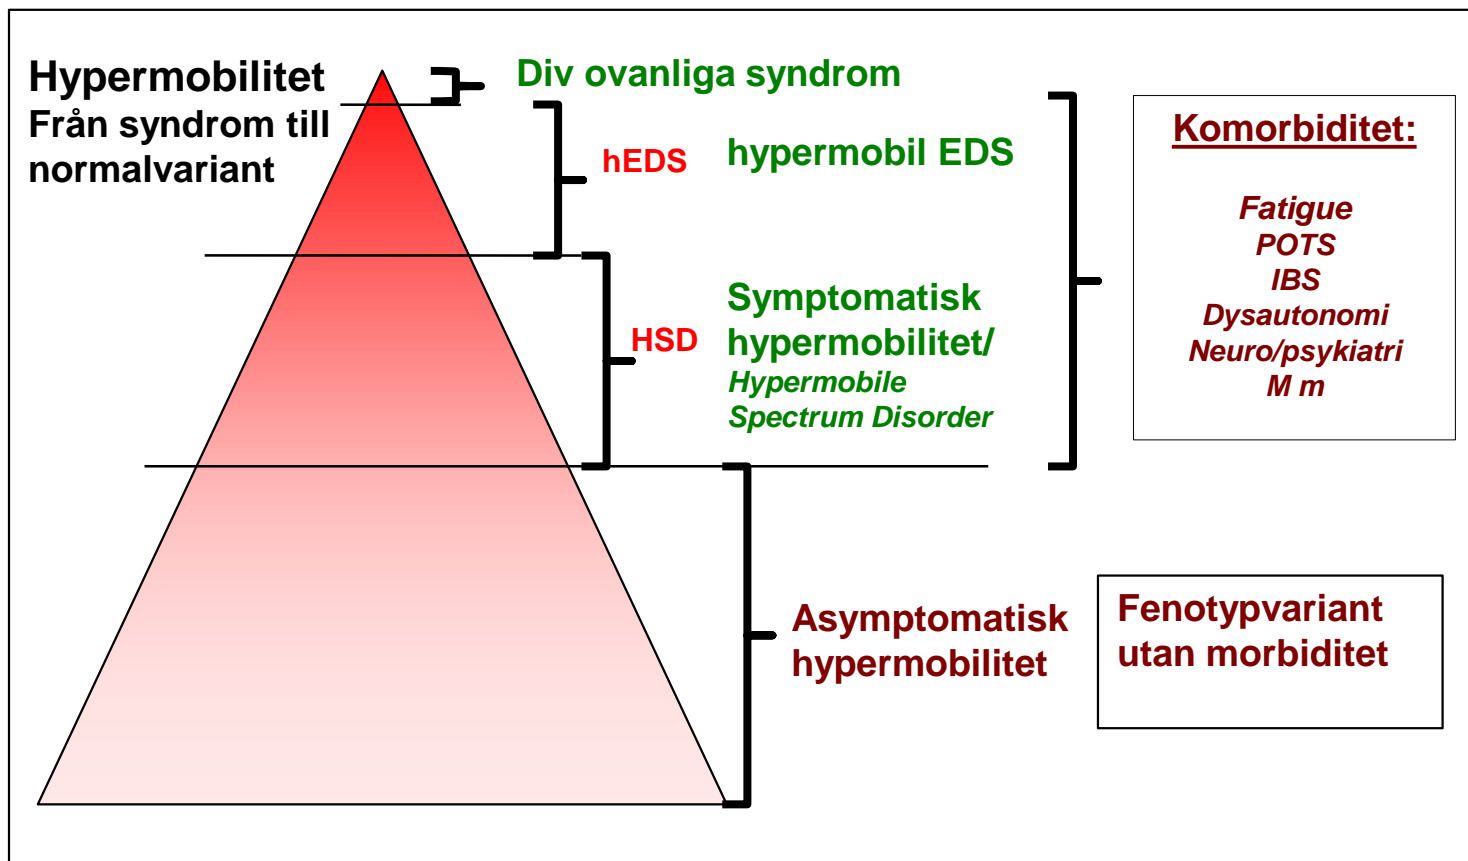 Hypermobilitet
Från syndrom till
normalvariant
Div ovanliga syndrom
hEDS
hypermobil EDS
HSD
Symptomatisk
hypermobilitet/
Hypermobile
Spectrum Disorder
Komorbiditet:
Fatigue
POTS
IBS
Dysautonomi
Neuro/psykiatri
M m
Asymptomatisk
hypermobilitet
Fenotypvariant
utan morbiditet